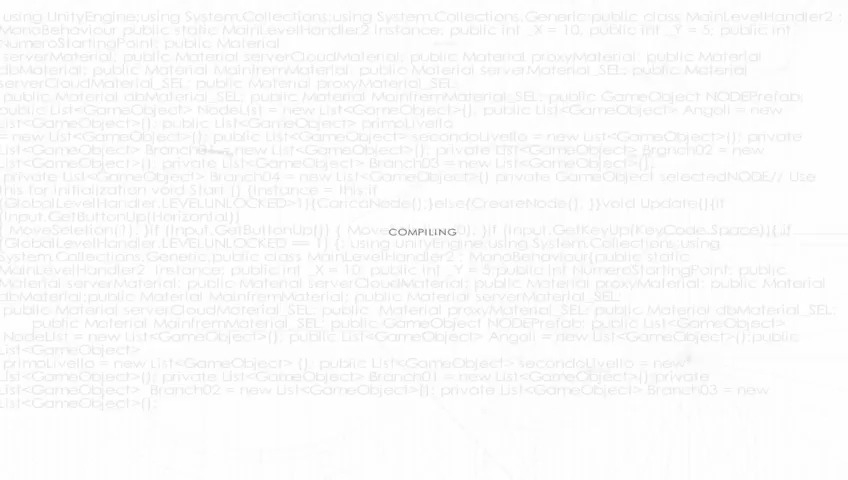 using UnityEngine;using System.Collections;using System.Collections.Generic;public class MainLevelHandler2 :
MonoBehaviour public static MainLevelHandler2 Instance; public int _X = 10, public int _Y = 5, public int
NumeroStartingPoint; public Material
serverMaterial; public Material serverCloudMaterial; public Material proxyMaterial; public Material
dbMaterial; public Material MainfremMaterial; public Material serverMaterial_SEL; public Material
serverCloudMaterial_SEL; public Material proxyMaterial_SEL;
public Material dbMaterial_SEL; public Material MainfremMaterial_SEL; public GameObject NODEPrefab;
public List<GameObject> NodeList = new List<GameObject>(); public List<GameObject> Angoli = new
List<GameObject>(); public List<GameObject> primoLivello
= new List<GameObject>(); public List<GameObject> secondoLivello = new List<GameObject>(); private
List<GameObject> Branch01 = new List<GameObject>(); private List<GameObject> Branch02 = new
List<GameObject>(); private List<GameObject> Branch03 = new List<GameObject>();
private List<GameObject> Branch04 = new List<GameObject>() private GameObject selectedNODE// Use
this for initialization void Start () {Instance = this;if
(GlobalLevelHandler.LEVELUNLOCKED>1){CaricaNode();}else{CreateNode(); }}void Update(){if
(Input.GetButtonUp(Horizontal))
MoveSeletion(1); }if (Input.GetButtonUp()) { }if (Input.GetKeyUp(KeyCode.Space)){ if
COMPILING
(GlobalLevelHandler.LEVELUNLOCKED == 1) { using UnityEngine;using System.Collections;using
System.Collections.Generic;public class MainLevelHandler2 : MonoBehaviour{public static
MainLevelHandler2 Instance; public int _X = 10, public int _Y = 5;public int NumeroStartingPoint; public
Material serverMaterial; public Material serverCloudMaterial; public Material proxyMaterial; public Material
dbMaterial;public Material MainfremMaterial; public Material serverMaterial_SEL;
public Material serverCloudMaterial_SEL; public Material proxyMaterial_SEL; public Material dbMaterial_SEL;
public Material MainfremMaterial_SEL; public GameObject NODEPrefab; public List<GameObject>
NodeList = new List<GameObject>(); public List<GameObject> Angoli = new List<GameObject>();public
List<GameObject>
primoLivello = new List<GameObject> (); public List<GameObject> secondoLivello = new
List<GameObject>(); private List<GameObject> Branch01 = new List<GameObject>();private
List<GameObject> Branch02 = new List<GameObject>(); private List<GameObject> Branch03 = new
List<GameObject>();